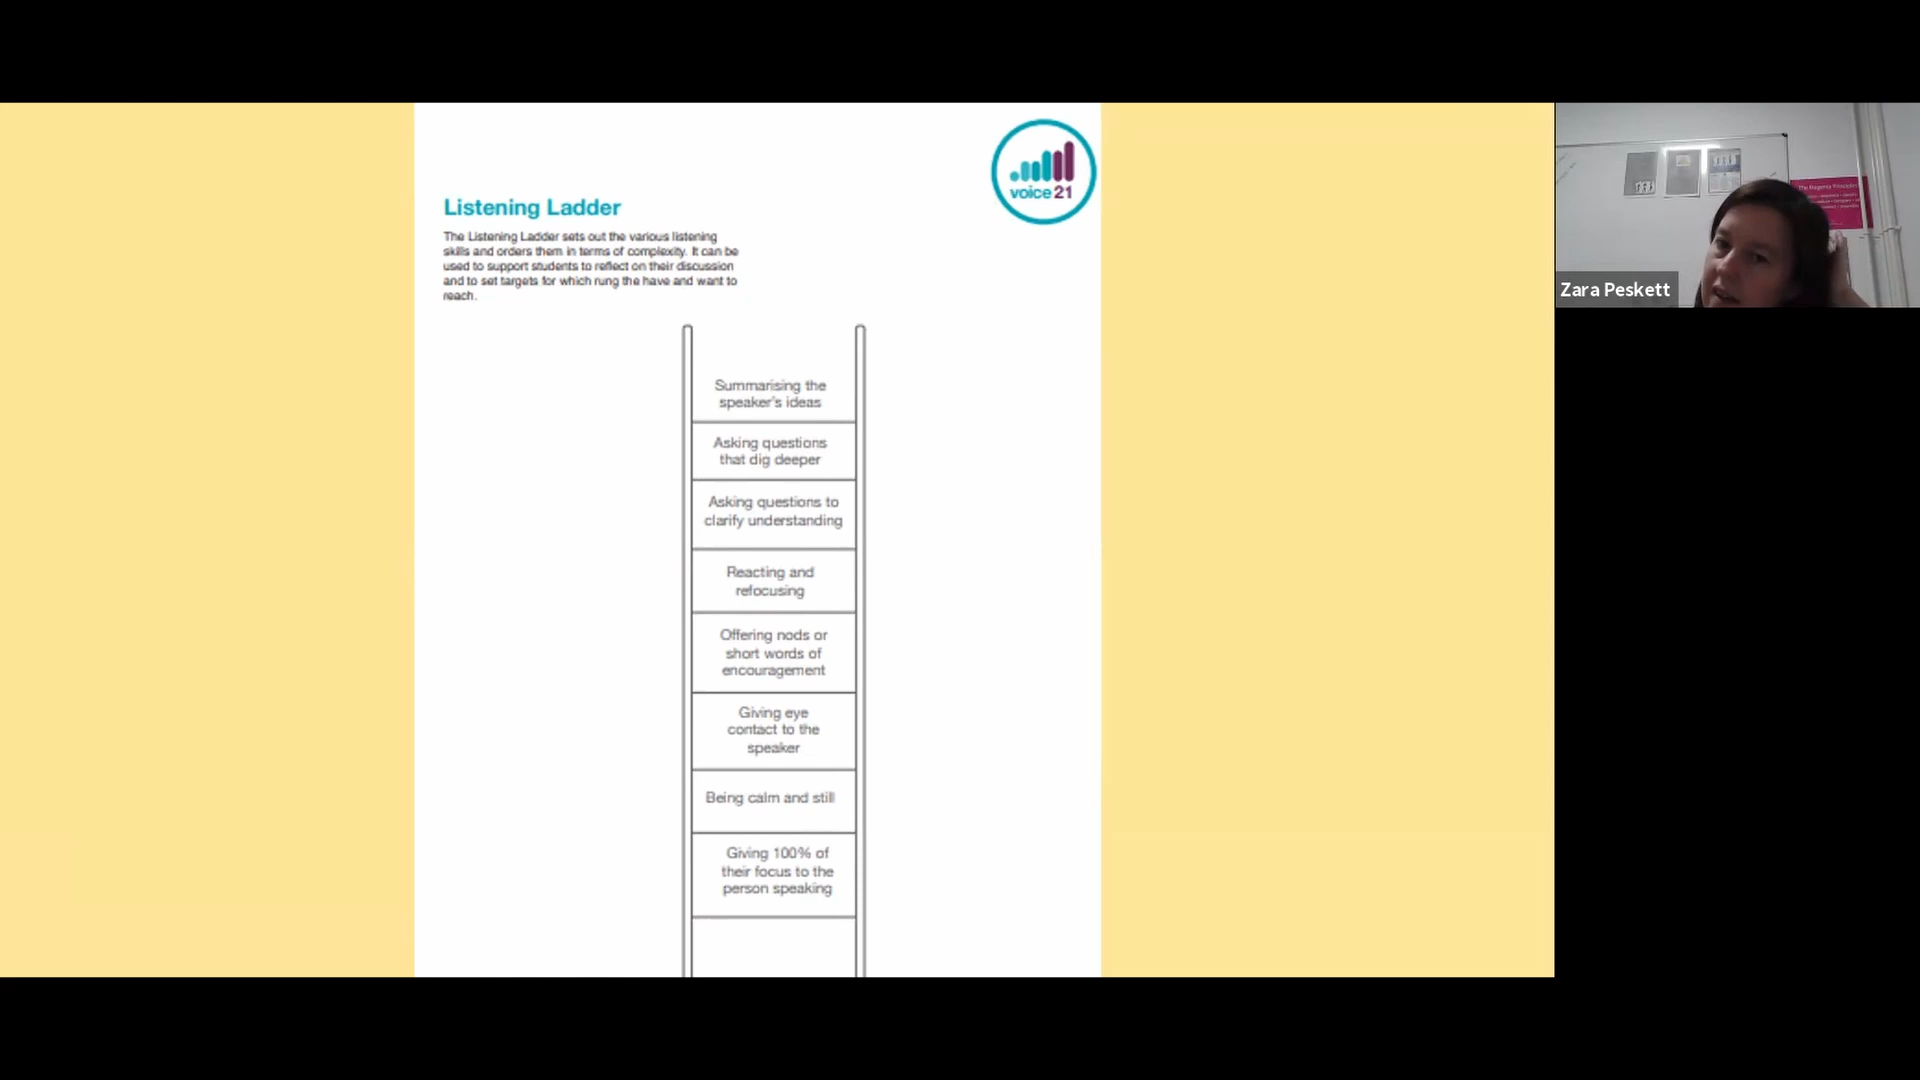 voice 21
Listening Ladder
The Listening Ladder sets out the various listening
skills and orders them in terms of complexity. It can be
used to support students to reflect on their discussion
and to set targets for which rung the have and want to
reach.
Summarising the
speaker's ideas
Asking questions
that dig deeper
Asking questions to
clarify understanding
Reacting and
refocusing
Offering nods or
short words of
encouragement
Giving eye
contact to the
speaker
Being calm and still
Giving 100% of
their focus to the
person speaking
The Magenta Principles
Zara Peskett